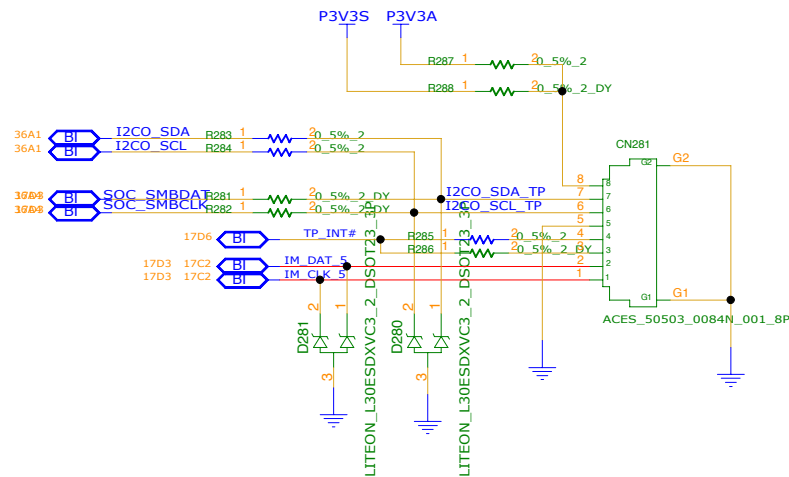 P3V3S P3V3A
R287 1 2 0_5%_2
R288 1 2 0_5%_2_DY
36A1 BI I2CO_SDA R283 1 2 0_5%_2
36A1 BI I2CO_SCL R284 1 2 0_5%_2
CN281
G2 G2
8 8
BI SOC_SMBDAT R281 1 2 0_5%_2_DY I2CO_SDA_TP 7 7
BI SOC_SMBCLK R282 1 2 0_5%_2_DY I2CO_SCL_TP 6 6
5 5
17D6 BI TP_INT# R285 1 2 0_5%_2 4 4
R286 1 2 0_5%_2_DY 3 3
17D3 17C2 BI IM_DAT_5 2 2
17D3 17C2 BI IM_CLK_5 1 1
G1 G1
ACES_50503_0084N_001_8P
D281 2 1 3
LITEON_L30ESDXVC3_2_DSOT23_3P
D280 2 1 3
LITEON_L30ESDXVC3_2_DSOT23_3P